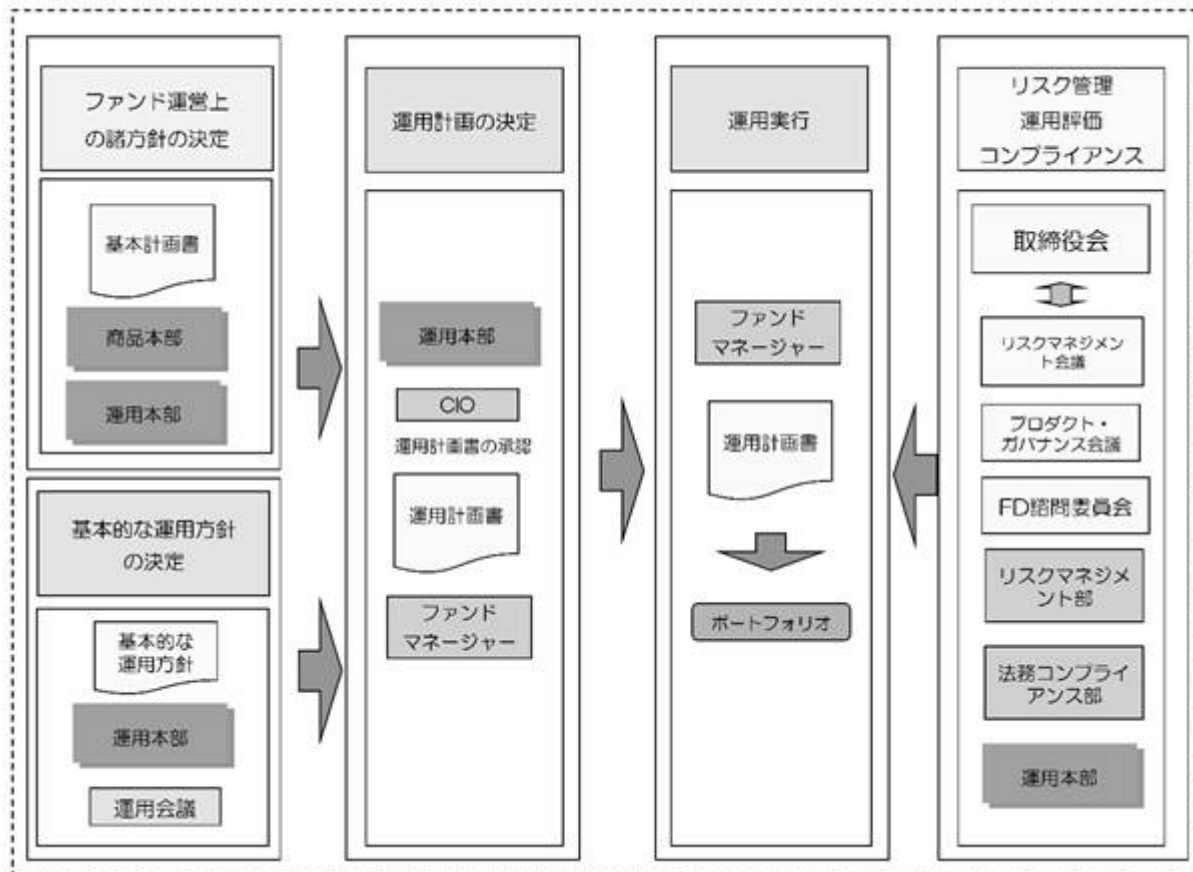 ファンド運営上
の諸方針の決定
基本計画書
商品本部
運用本部
基本的な運用方針
の決定
基本的な
運用方針
運用本部
運用会議
運用計画の決定
運用本部
CIO
運用計画書の承認
運用計画書
ファンド
マネージャー
運用実行
ファンド
マネージャー
運用計画書
ポートフォリオ
リスク管理
運用評価
コンプライアンス
取締役会
リスクマネジメン
ト会議
プロダクト・
ガバナンス会議
FD諮問委員会
リスクマネジメ
ント部
法務コンプライ
アンス部
運用本部